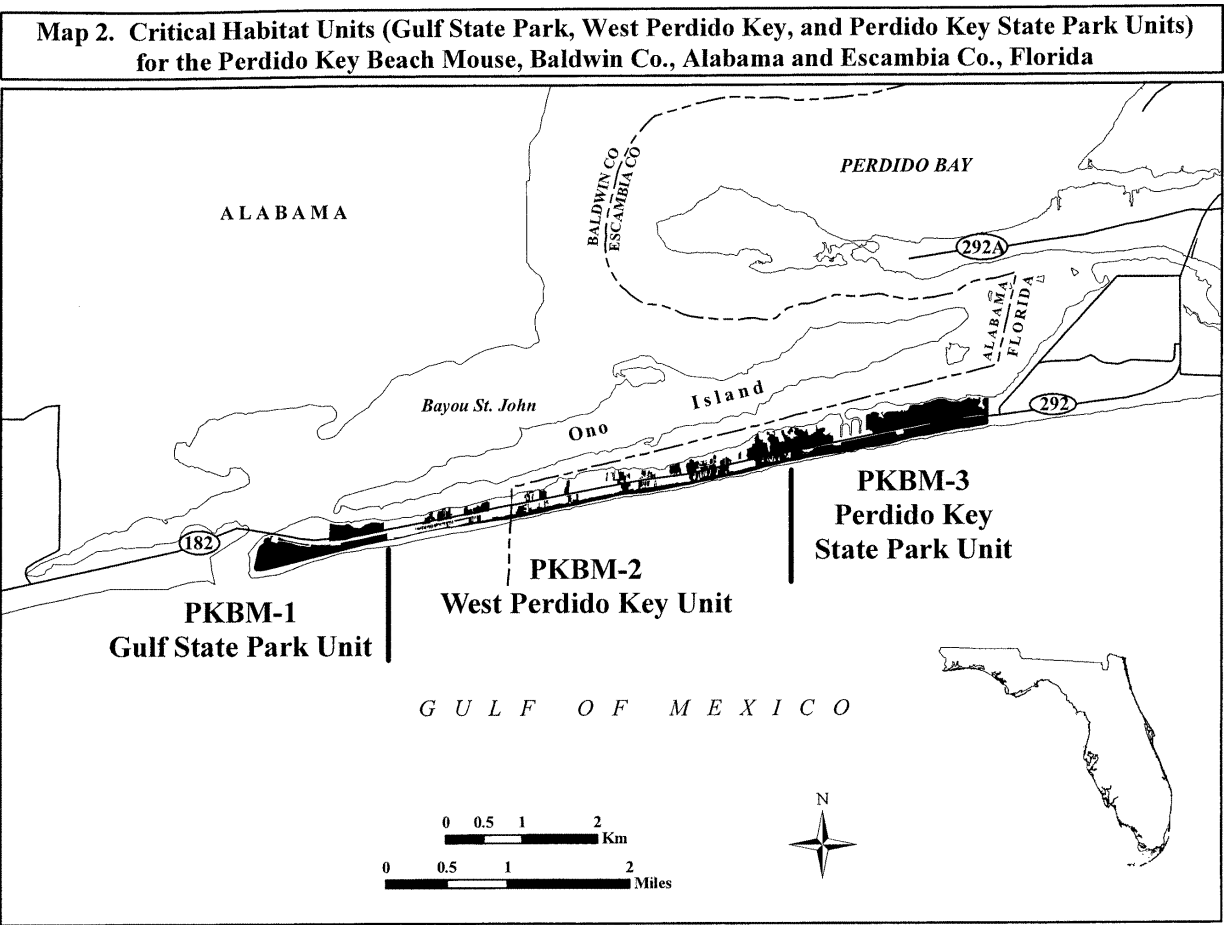 Map 2. Critical Habitat Units (Gulf State Park, West Perdido Key, and Perdido Key State Park Units)
for the Perdido Key Beach Mouse, Baldwin Co., Alabama and Escambia Co., Florida
ALABAMA
BALDWIN CO
ESCAMBIA CO
PERDIDO BAY
292A
ALABAMA
FLORIDA
Bayou St. John
Ono Island
292
182
PKBM-1
Gulf State Park Unit
PKBM-2
West Perdido Key Unit
PKBM-3
Perdido Key
State Park Unit
GULF OF MEXICO
0 0.5 1 2
Km
0 0.5 1 2
Miles
N